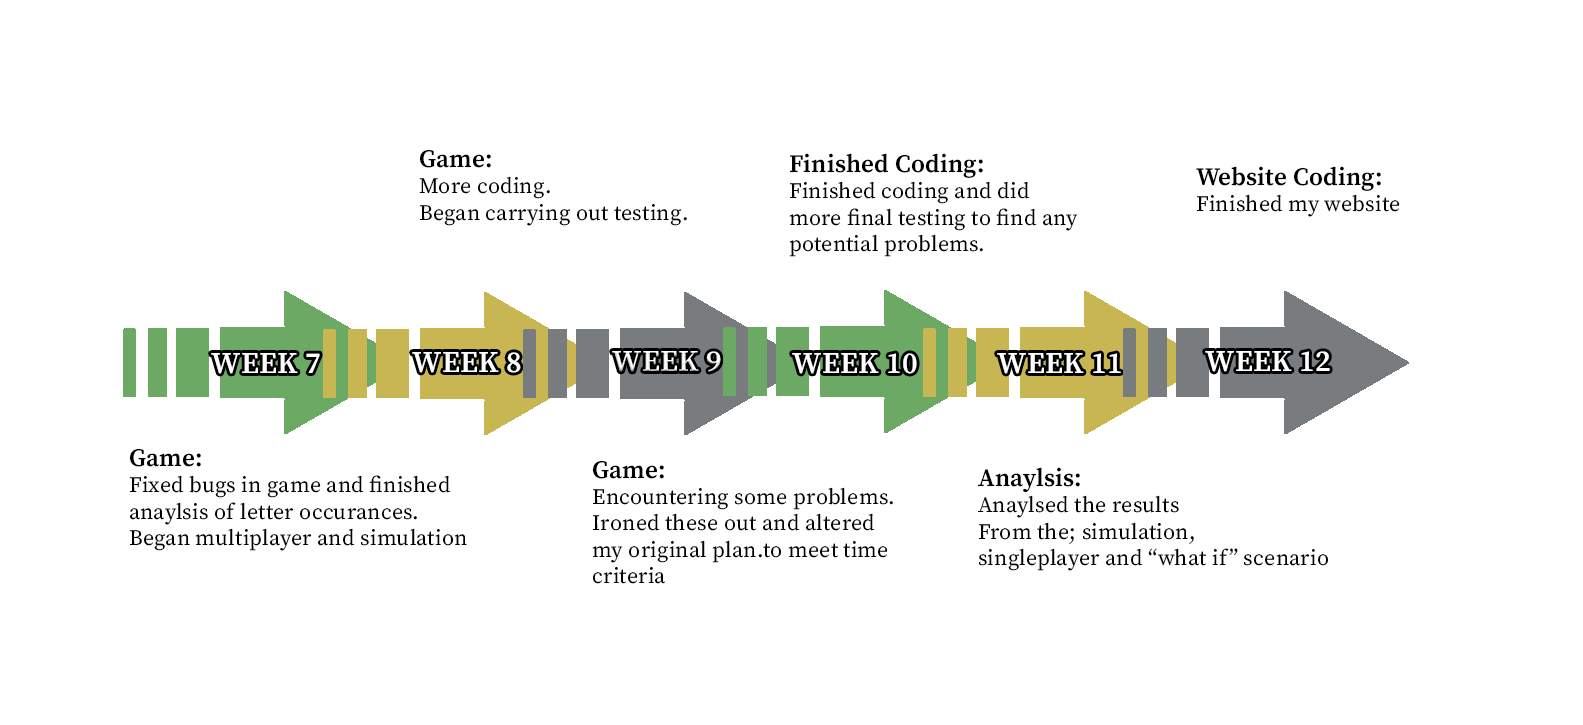 Game:
More coding.
Began carrying out testing.
Finished Coding:
Finished coding and did
more final testing to find any
potential problems.
Website Coding:
Finished my website
WEEK 7
WEEK 8
WEEK 9
WEEK 10
WEEK 11
WEEK 12
Game:
Fixed bugs in game and finished
anaylsis of letter occurances.
Began multiplayer and simulation
Game:
Encountering some problems.
Ironed these out and altered
my original plan.to meet time
criteria
Anaylsis:
Anaylsed the results
From the; simulation,
singleplayer and “what if” scenario